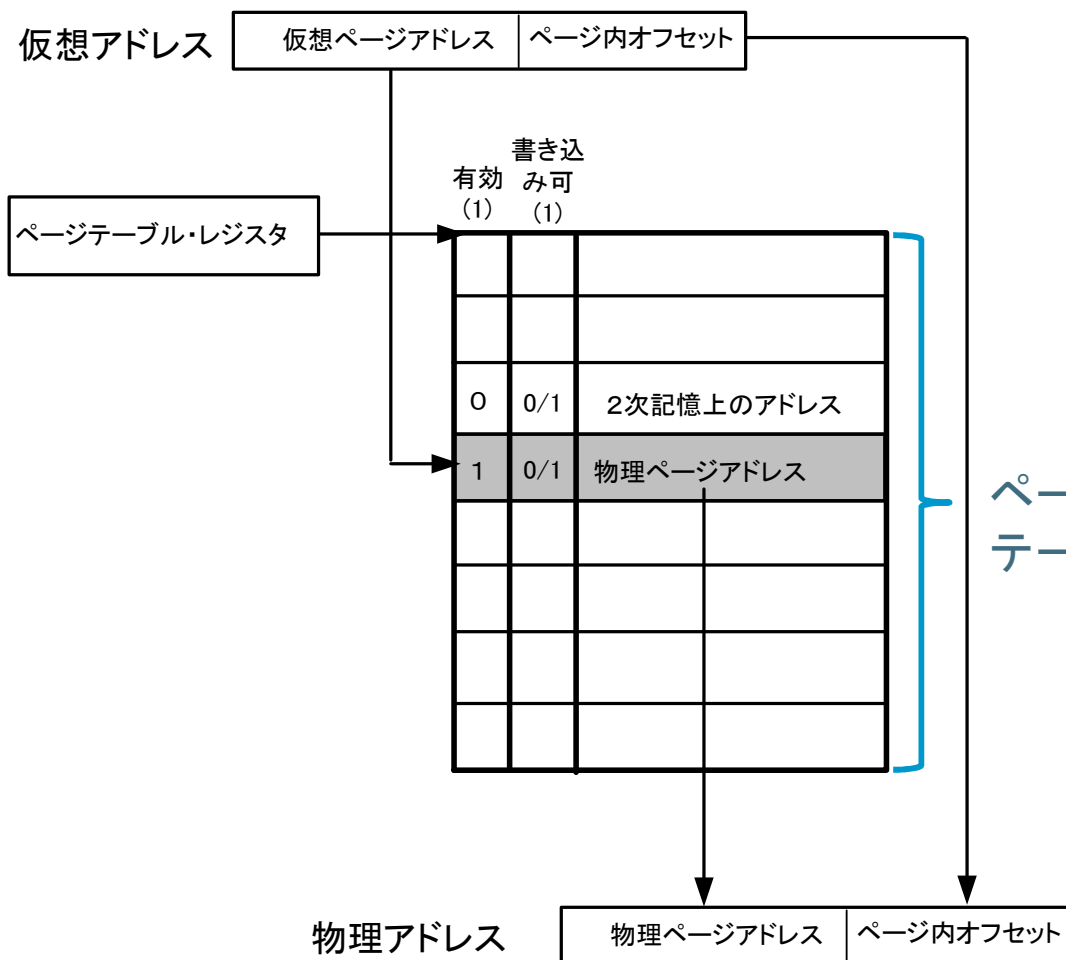 仮想アドレス
仮想ページアドレス
ページ内オフセット
有効
(1)
書き込
み可
(1)
ページテーブル・レジスタ
0
0/1
2次記憶上のアドレス
1
0/1
物理ページアドレス
ペー
テー
物理アドレス
物理ページアドレス
ページ内オフセット